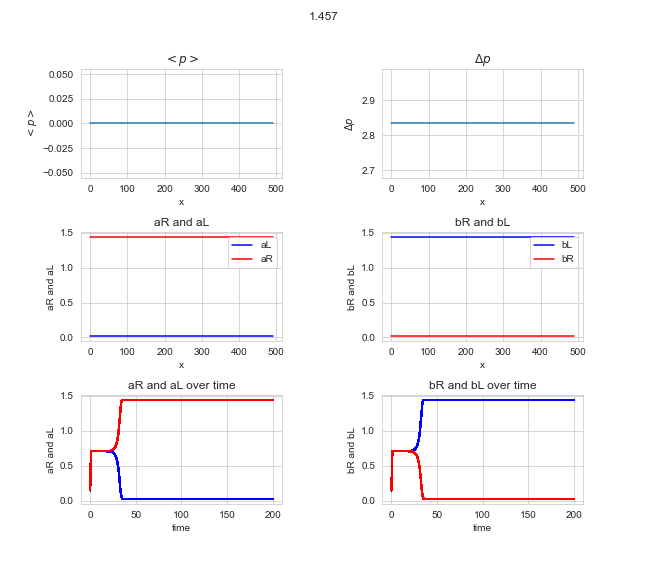 1.457
< p >
Δp
0.050
0.025
0.000
−0.025
−0.050
< p >
0 100 200 300 400 500
x
2.9
2.8
2.7
Δp
0 100 200 300 400 500
x
aR and aL
1.5
1.0
0.5
0.0
aR and aL
aL
aR
0 100 200 300 400 500
x
bR and bL
1.5
1.0
0.5
0.0
bR and bL
bL
bR
0 100 200 300 400 500
x
aR and aL over time
1.5
1.0
0.5
0.0
aR and aL
0 50 100 150 200
time
bR and bL over time
1.5
1.0
0.5
0.0
bR and bL
0 50 100 150 200
time